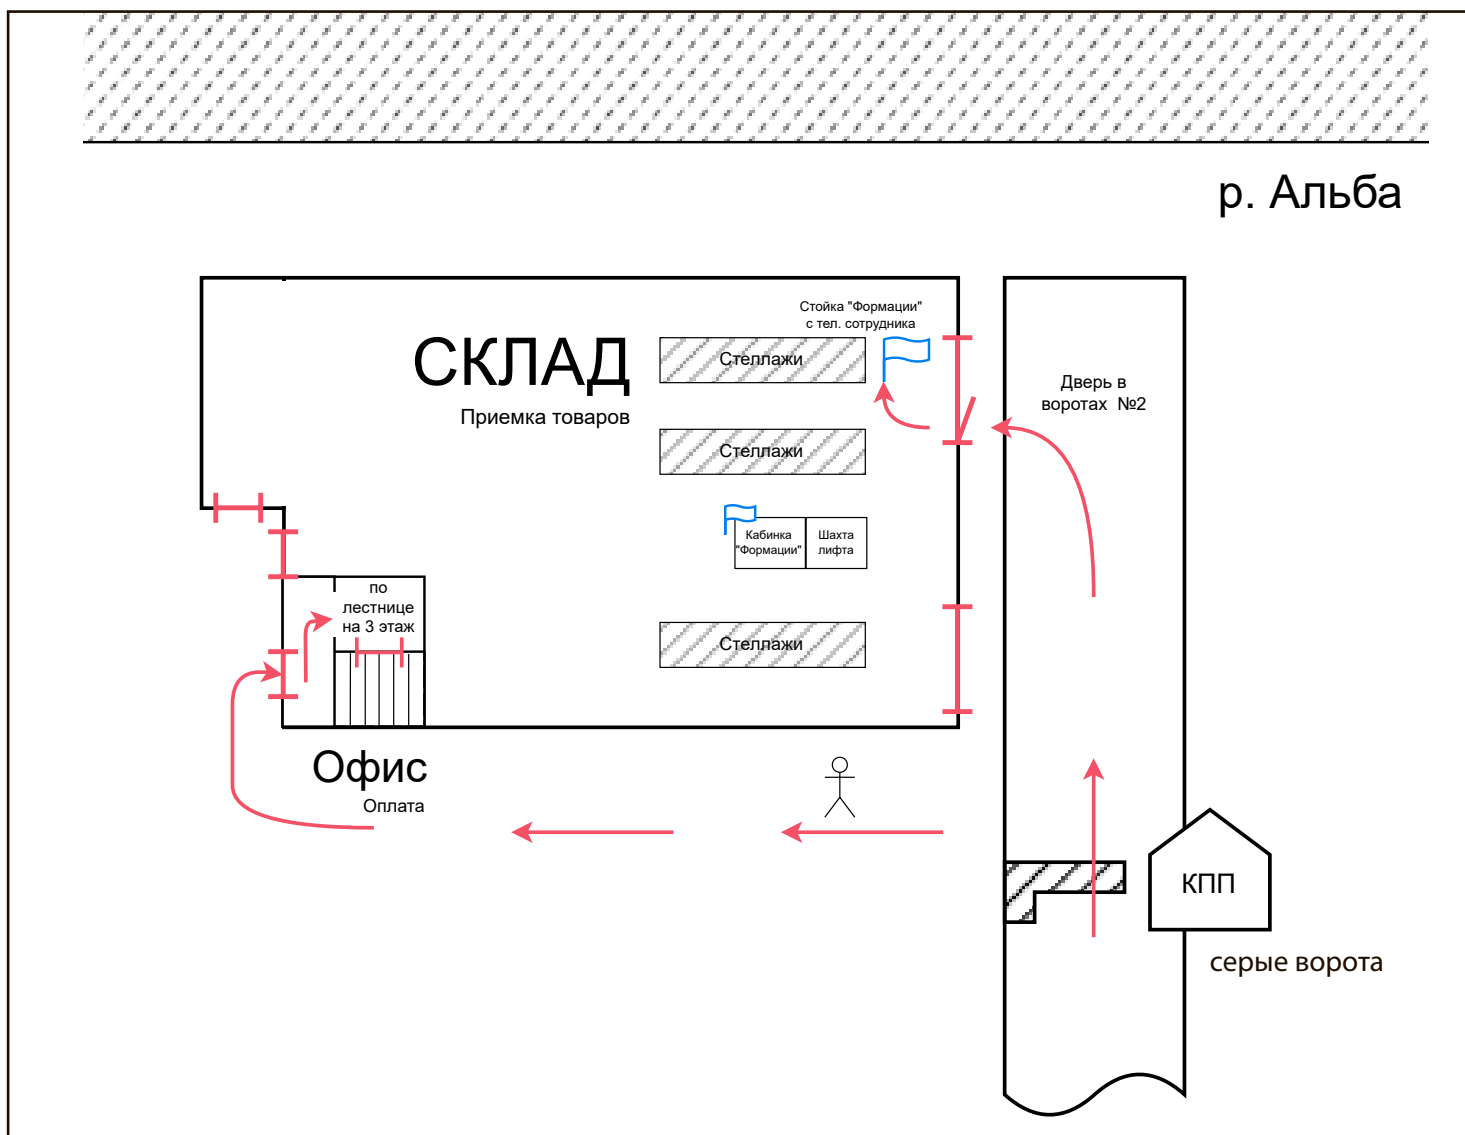 р. Альба
Стойка "Формации"
с тел. сотрудника
СКЛАД
Приемка товаров
Стеллажи
Дверь в
воротах №2
Стеллажи
Кабинка
"Формации"
Шахта
лифта
по
лестнице
на 3 этаж
Стеллажи
Офис
Оплата
КПП
серые ворота